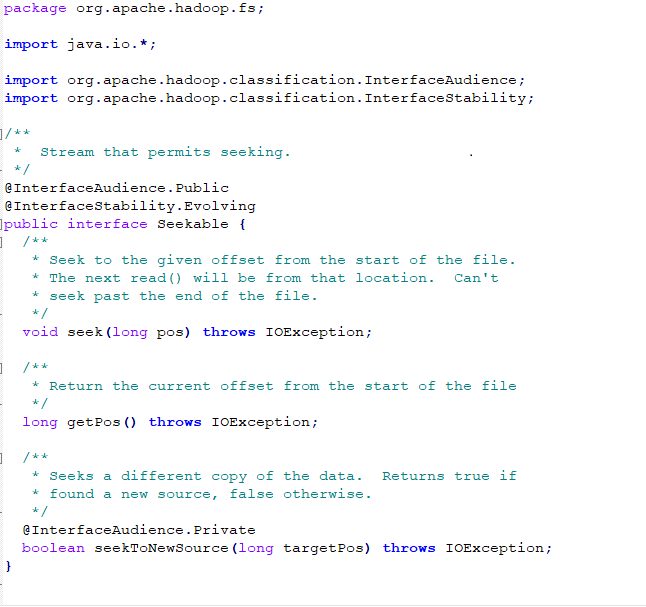 package org.apache.hadoop.fs;
import java.io.*;
import org.apache.hadoop.classification.InterfaceAudience;
import org.apache.hadoop.classification.InterfaceStability;
/**
 *  Stream that permits seeking.
 */
@InterfaceAudience.Public
@InterfaceStability.Evolving
public interface Seekable {
  /**
   * Seek to the given offset from the start of the file.
   * The next read() will be from that location.  Can't
   * seek past the end of the file.
   */
  void seek(long pos) throws IOException;
  /**
   * Return the current offset from the start of the file
   */
  long getPos() throws IOException;
  /**
   * Seeks a different copy of the data.  Returns true if
   * found a new source, false otherwise.
   */
  @InterfaceAudience.Private
  boolean seekToNewSource(long targetPos) throws IOException;
}